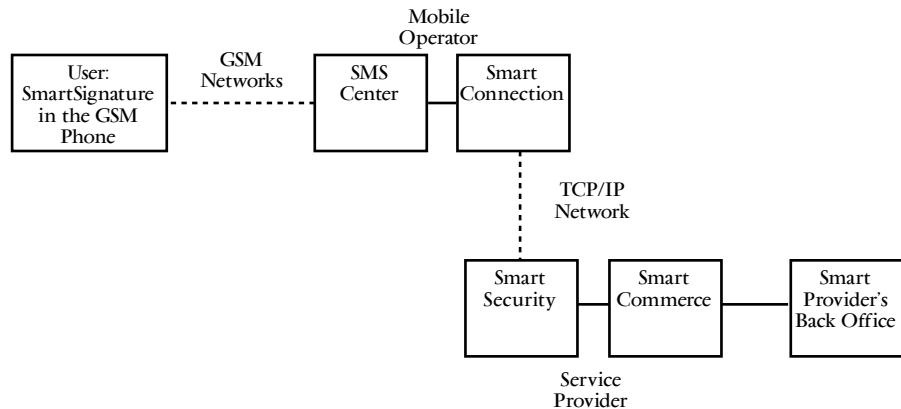 Mobile
Operator
User:
SmartSignature
in the GSM
Phone
GSM
Networks
SMS
Center
Smart
Connection
TCP/IP
Network
Smart
Security
Smart
Commerce
Smart
Provider's
Back Office
Service
Provider